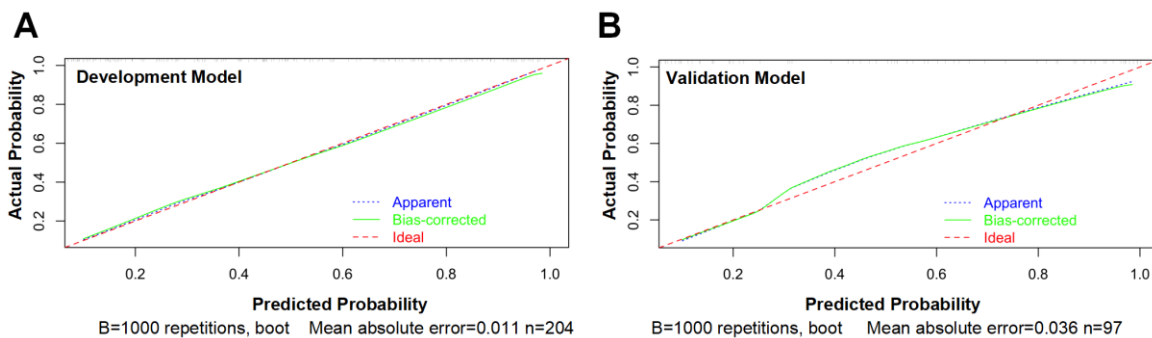 A
Development Model
Actual Probability
1.0
0.8
0.6
0.4
0.2
Apparent
Bias-corrected
Ideal
0.2 0.4 0.6 0.8 1.0
Predicted Probability
B=1000 repetitions, boot Mean absolute error=0.011 n=204
B
Validation Model
Actual Probability
1.0
0.8
0.6
0.4
0.2
Apparent
Bias-corrected
Ideal
0.2 0.4 0.6 0.8 1.0
Predicted Probability
B=1000 repetitions, boot Mean absolute error=0.036 n=97